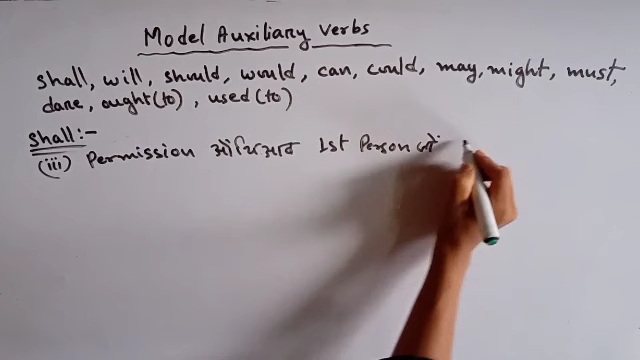 Model Auxiliary Verbs
Shall, will, should, would, can, could, may, might, must,
dare, ought(to), used(to)
Shall:-
(iii) Permission 1st Person